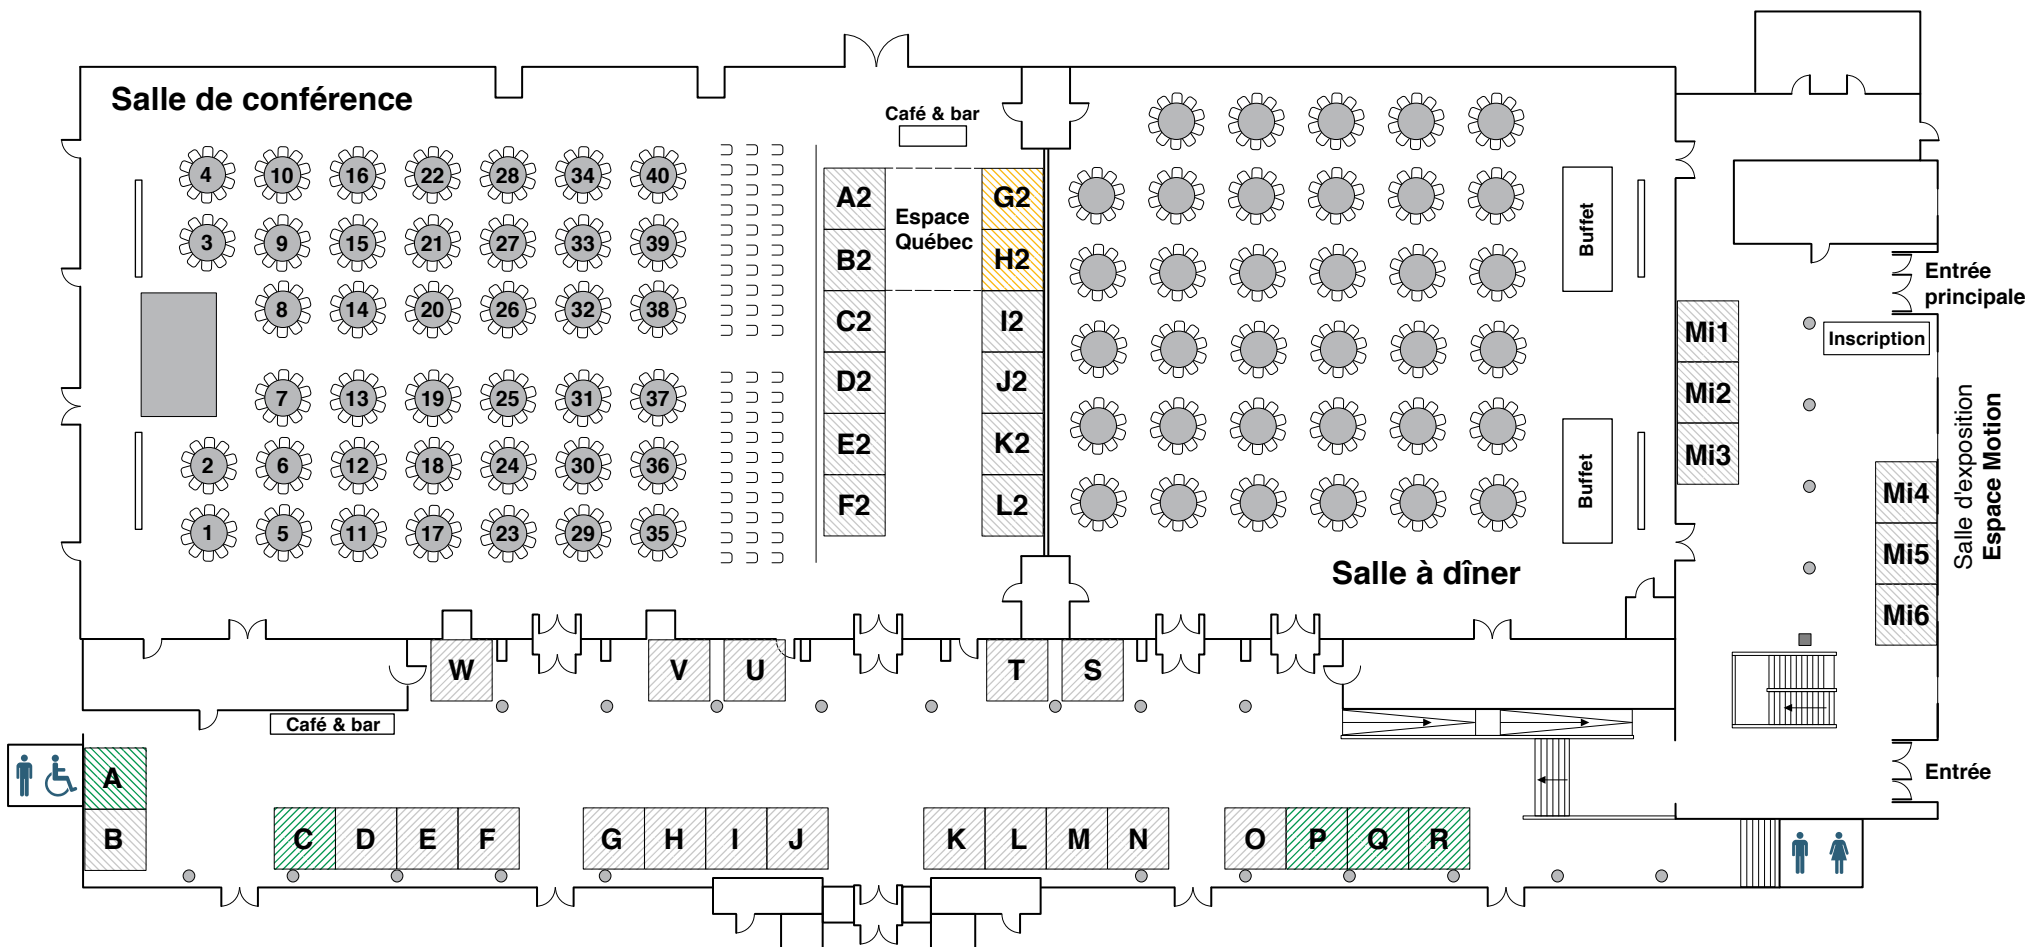 Salle de conférence
Café & bar
4 10 16 22 28 34 40
3 9 15 21 27 33 39
8 14 20 26 32 38
7 13 19 25 31 37
2 6 12 18 24 30 36
1 5 11 17 23 29 35
A2
B2
C2
D2
E2
F2
Espace
Québec
G2
H2
I2
J2
K2
L2
Buffet
Buffet
Salle à dîner
Entrée
principale
Inscription
Mi1
Mi2
Mi3
Salle d'exposition
Espace Motion
Mi4
Mi5
Mi6
W V U T S
Café & bar
Entrée
A
B
C D E F G H I J K L M N O P Q R